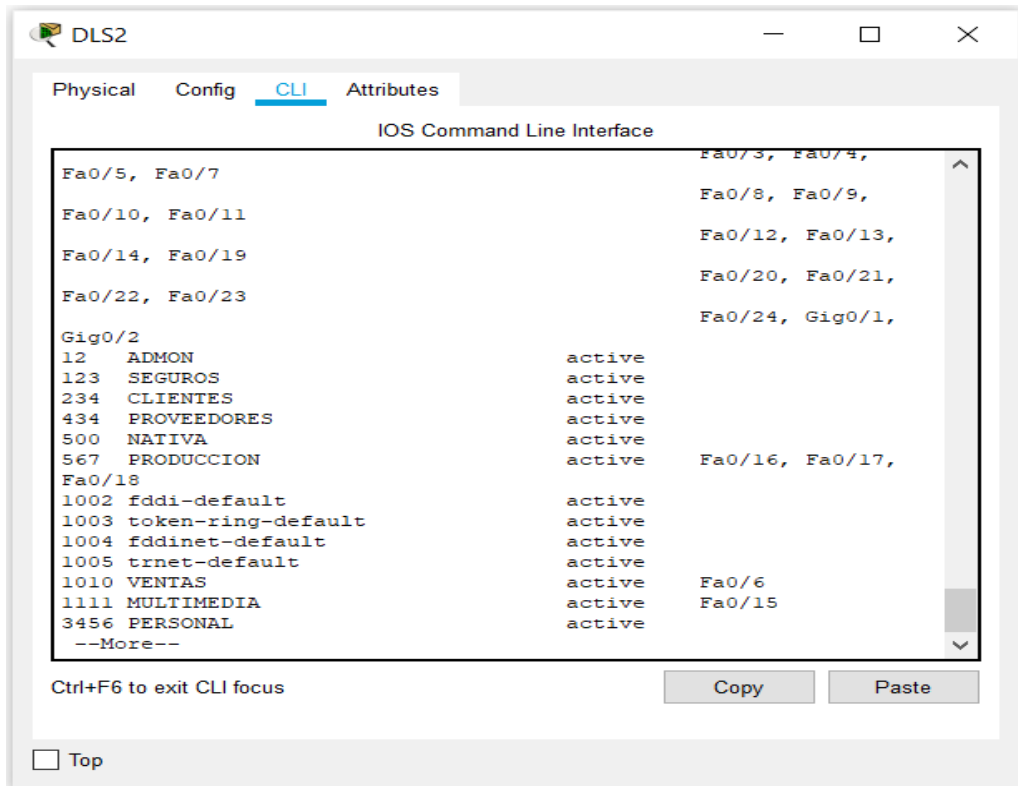 DLS2
Physical Config CLI Attributes
IOS Command Line Interface
Fa0/3, Fa0/4,
Fa0/5, Fa0/7
Fa0/8, Fa0/9,
Fa0/10, Fa0/11
Fa0/12, Fa0/13,
Fa0/14, Fa0/19
Fa0/20, Fa0/21,
Fa0/22, Fa0/23
Fa0/24, Gig0/1,
Gig0/2
12 ADMON active
123 SEGUROS active
234 CLIENTES active
434 PROVEEDORES active
500 NATIVA active
567 PRODUCCION active Fa0/16, Fa0/17,
Fa0/18
1002 fddi-default active
1003 token-ring-default active
1004 fddinet-default active
1005 trnet-default active
1010 VENTAS active Fa0/6
1111 MULTIMEDIA active Fa0/15
3456 PERSONAL active
--More--
Ctrl+F6 to exit CLI focus
Copy Paste
Top